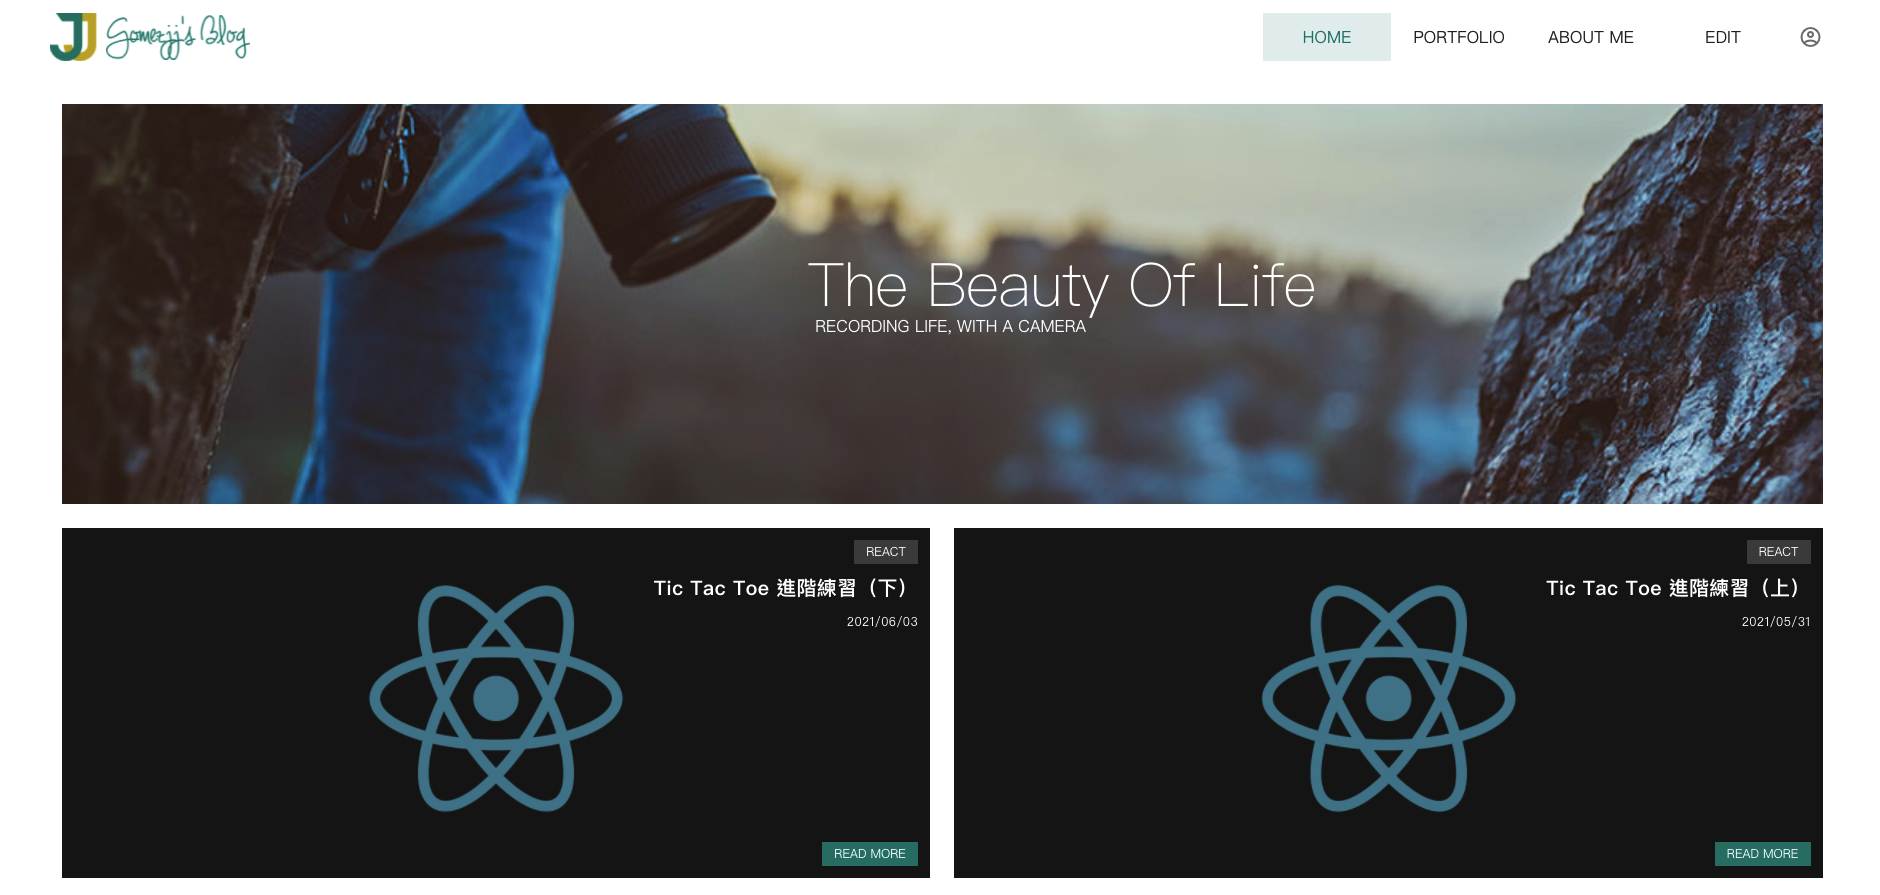 JJ Gomezjj's Blog
HOME PORTFOLIO ABOUT ME EDIT
The Beauty Of Life
RECORDING LIFE, WITH A CAMERA
REACT
Tic Tac Toe 進階練習（下）
2021/06/03
READ MORE
REACT
Tic Tac Toe 進階練習（上）
2021/05/31
READ MORE